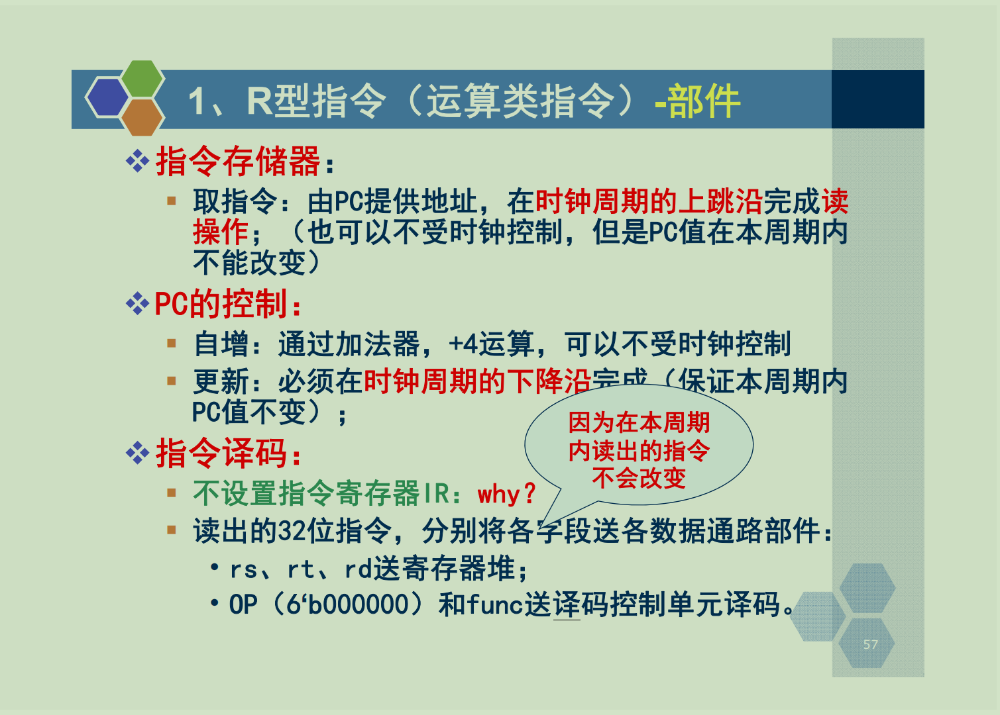 1、R型指令（运算类指令）-部件
指令存储器：
取指令：由PC提供地址，在时钟周期的上跳沿完成读
操作；（也可以不受时钟控制，但是PC值在本周期内
不能改变）
PC的控制：
自增：通过加法器，+4运算，可以不受时钟控制
更新：必须在时钟周期的下降沿完成（保证本周期内
PC值不变）；
因为在本周期
内读出的指令
不会改变
指令译码：
不设置指令寄存器IR：why？
读出的32位指令，分别将各字段送各数据通路部件：
•rs、rt、rd送寄存器堆；
•OP（6‘b000000）和func送译码控制单元译码。
57